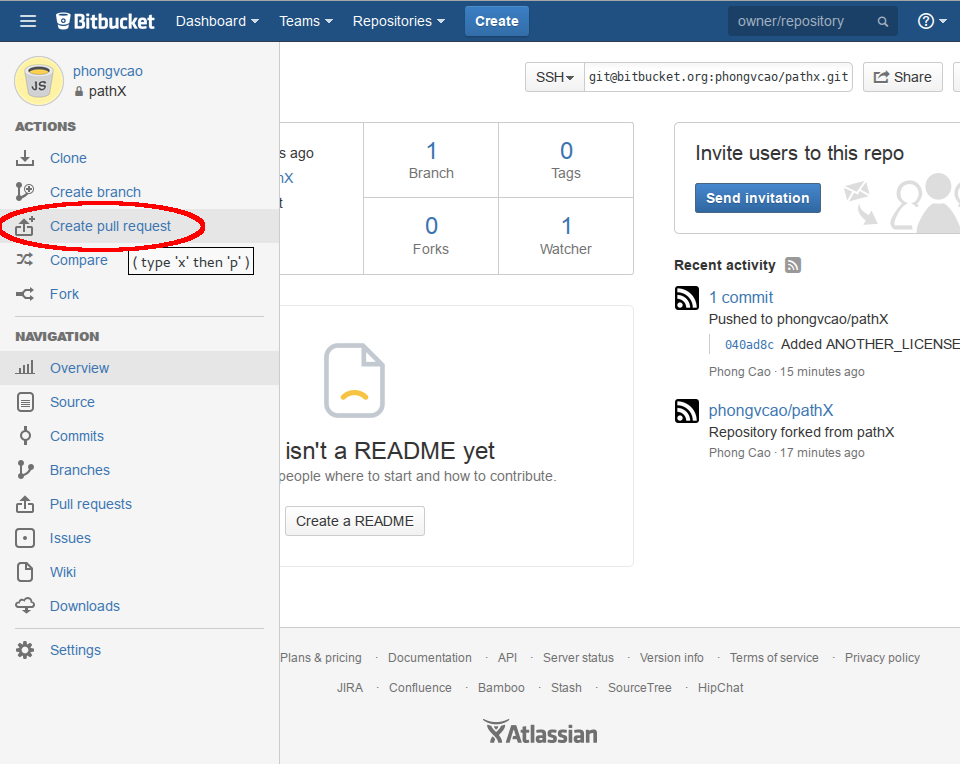 Bitbucket Dashboard Teams Repositories Create owner/repository ?
JS
phongvcao
pathX
ACTIONS
Clone
Create branch
Create pull request
(type 'x' then 'p')
Compare
Fork
NAVIGATION
Overview
Source
Commits
Branches
Pull requests
Issues
Wiki
Downloads
Settings
SSH git@bitbucket.org:phongvcao/pathx.git Share
s ago
hX
t
1
Branch
0
Tags
0
Forks
1
Watcher
isn't a README yet
people where to start and how to contribute.
Create a README
Invite users to this repo
Send invitation
Recent activity
1 commit
Pushed to phongvcao/pathX
040ad8c Added ANOTHER_LICENSE
Phong Cao · 15 minutes ago
phongvcao/pathX
Repository forked from pathX
Phong Cao · 17 minutes ago
Plans & pricing · Documentation · API · Server status · Version info · Terms of service · Privacy policy
JIRA · Confluence · Bamboo · Stash · SourceTree · HipChat
Atlassian